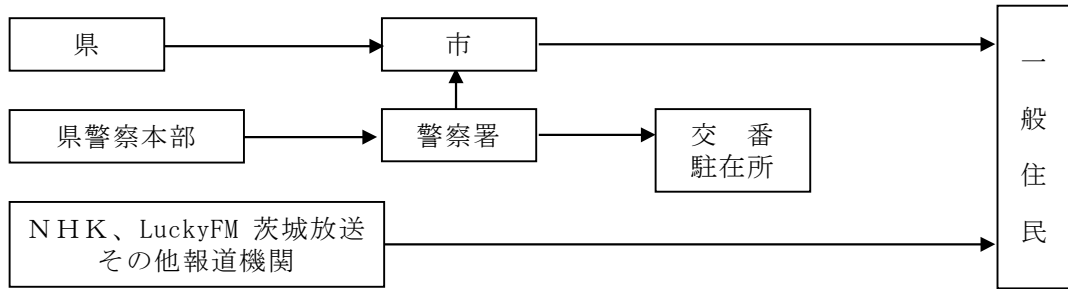 県
市
一般住民
県警察本部
警察署
交　番
駐在所
ＮＨＫ、LuckyFM 茨城放送
その他報道機関